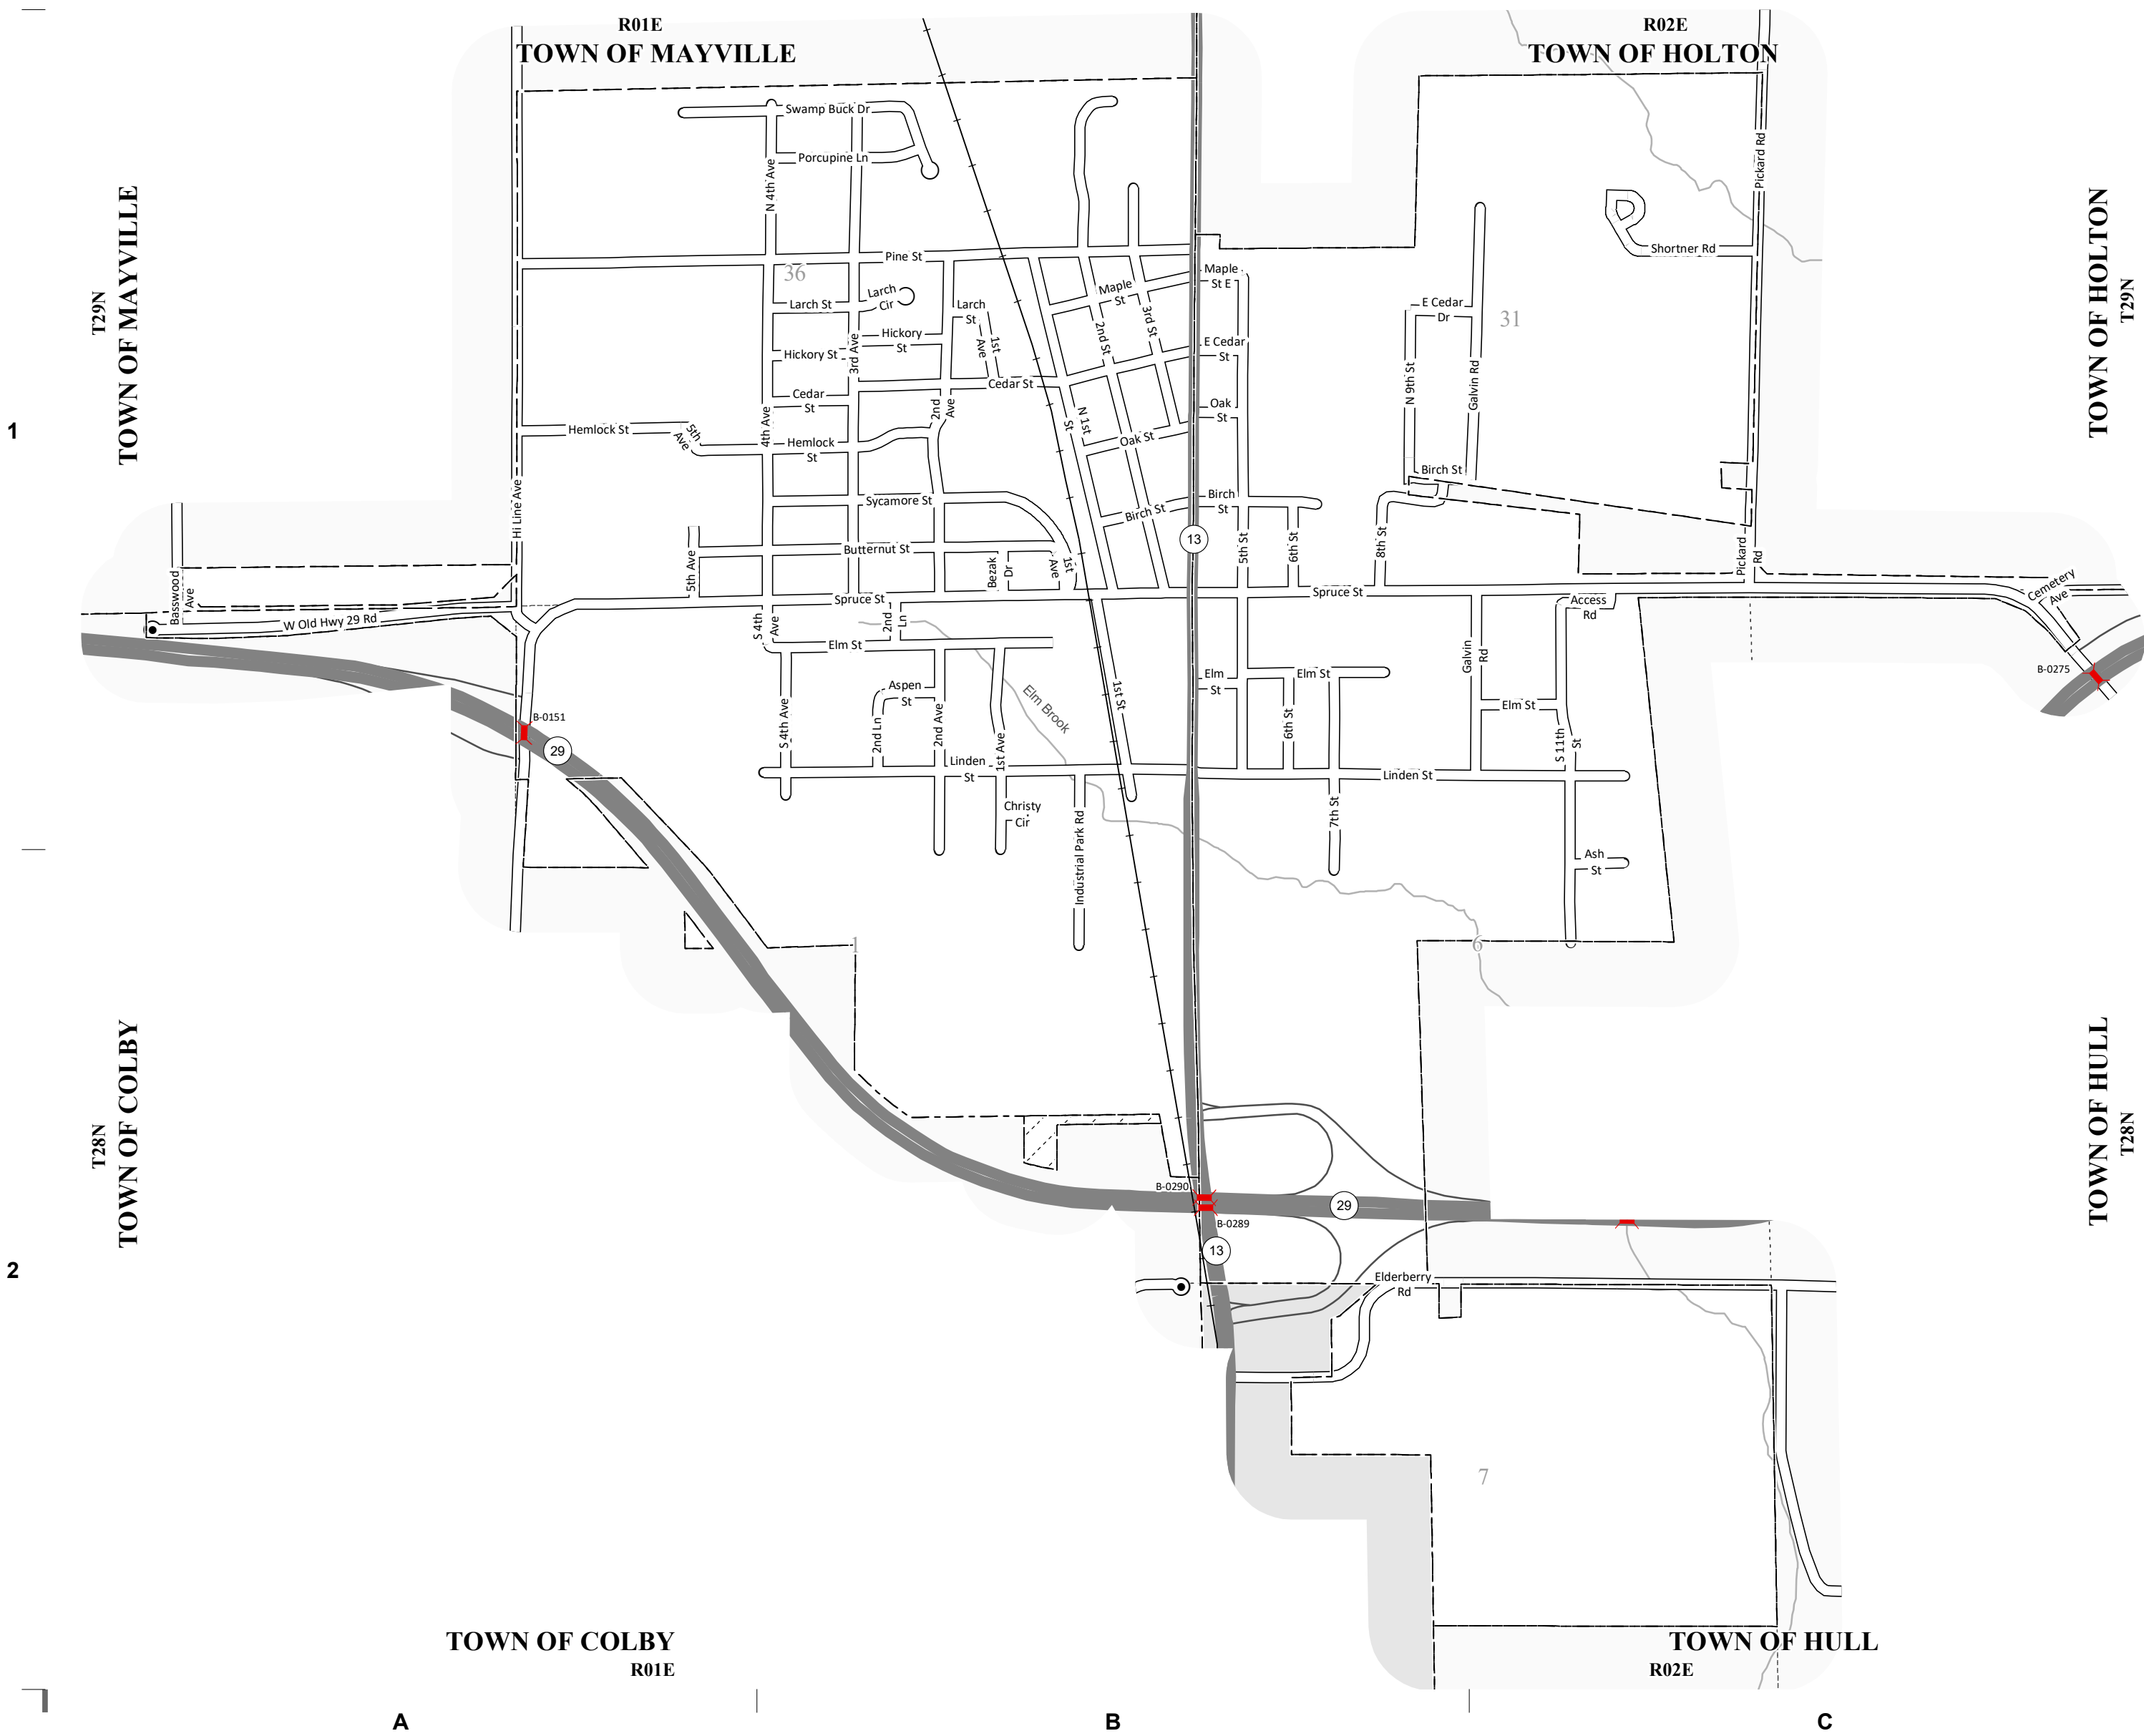 R01E
TOWN OF MAYVILLE
R02E
TOWN OF HOLTON
T29N
TOWN OF MAYVILLE
TOWN OF HOLTON
T29N
Swamp Buck Dr
Porcupine Ln
N 4th Ave
Pickard Rd
Shortner Rd
Pine St
36
31
Larch St
Larch
Cir
Larch
St
1st
Ave
Maple
St
Maple
St E
3rd St
2nd St
Hickory
St
Hickory St
3rd Ave
E Cedar
St
E Cedar
Dr
N 9th St
Galvin Rd
Cedar
St
Cedar St
2nd
Ave
4th Ave
N 1st
St
Oak
St
Oak St
1
Hemlock St
5th
Ave
Hemlock
St
Birch St
Hi Line Ave
Sycamore St
Birch St
Birch
St
13
5th St
6th St
8th St
Pickard
Rd
Butternut St
5th Ave
Bezak
Dr
1st
Ave
Basswood
Ave
W Old Hwy 29 Rd
Spruce St
Spruce St
Access
Rd
Cemetery
Ave
S 4th
Ave
2nd
Ln
Elm St
Elm
St
Elm St
Galvin
Rd
B-0275
Aspen
St
Elm Brook
1st St
Elm St
B-0151
29
S 4th Ave
2nd Ln
2nd Ave
1st Ave
6th St
S 11th
St
Linden
St
Linden St
Christy
Cir
Industrial Park Rd
7th St
Ash
St
1
6
T28N
TOWN OF COLBY
TOWN OF HULL
T28N
B-0290
29
B-0289
13
2
Elderberry
Rd
7
TOWN OF COLBY
R01E
TOWN OF HULL
R02E
A
B
C